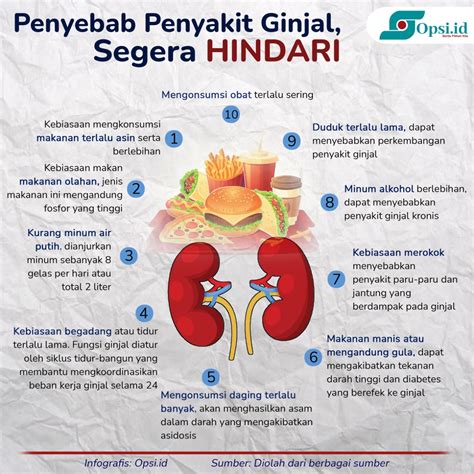 Penyebab Penyakit Ginjal,
Segera HINDARI
Opsi.id
Mengonsumsi obat terlalu sering
10
Kebiasaan mengkonsumsi
makanan terlalu asin serta
berlebihan
1
Kebiasaan makan
makanan olahan, jenis
makanan ini mengandung
fosfor yang tinggi
2
Kurang minum air
putih, dianjurkan
minum sebanyak 8
gelas per hari atau
total 2 liter
3
4
Kebiasaan begadang atau tidur
terlalu lama. Fungsi ginjal diatur
oleh siklus tidur-bangun yang
membantu mengkoordinasikan
beban kerja ginjal selama 24
5
Mengonsumsi daging terlalu
banyak, akan menghasilkan asam
dalam darah yang mengakibatkan
asidosis
6
Makanan manis atau
mengandung gula, dapat
mengakibatkan tekanan
darah tinggi dan diabetes
yang berefek ke ginjal
7
Kebiasaan merokok
menyebabkan
penyakit paru-paru dan
jantung yang
berdampak pada ginjal
8
Minum alkohol berlebihan,
dapat menyebabkan
penyakit ginjal kronis
9
Duduk terlalu lama, dapat
menyebabkan perkembangan
penyakit ginjal
Infografis: Opsi.id
Sumber: Diolah dari berbagai sumber